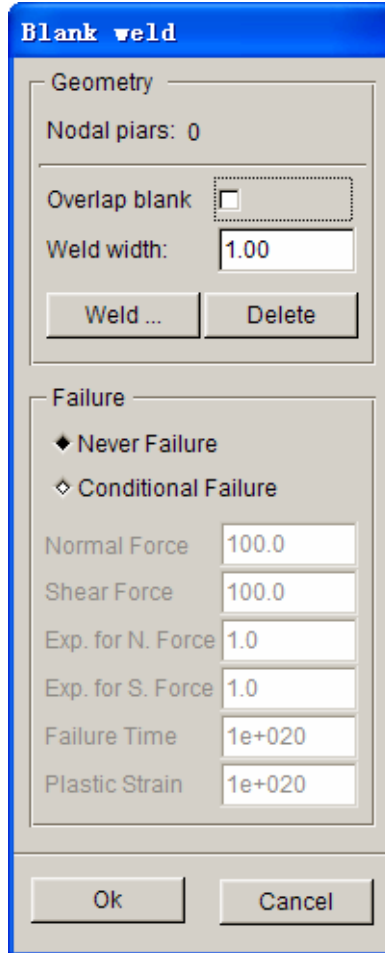 Blank weld
Geometry
Nodal piars: 0
Overlap blank
Weld width: 1.00
Weld ... Delete
Failure
Never Failure
Conditional Failure
Normal Force 100.0
Shear Force 100.0
Exp. for N. Force 1.0
Exp. for S. Force 1.0
Failure Time 1e+020
Plastic Strain 1e+020
Ok Cancel